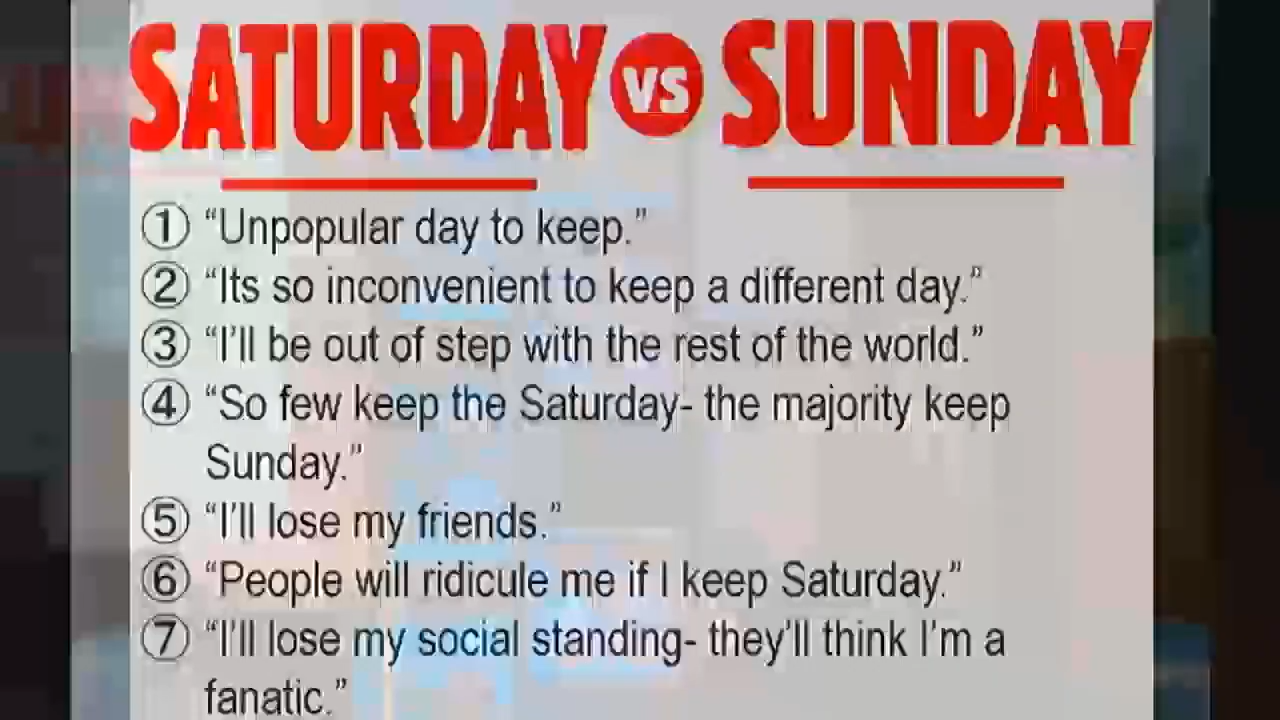 SATURDAY VS SUNDAY
① “Unpopular day to keep.”
② “Its so inconvenient to keep a different day.”
③ “I’ll be out of step with the rest of the world.”
④ “So few keep the Saturday- the majority keep
Sunday.”
⑤ “I’ll lose my friends.”
⑥ “People will ridicule me if I keep Saturday.”
⑦ “I’ll lose my social standing- they’ll think I’m a
fanatic.”